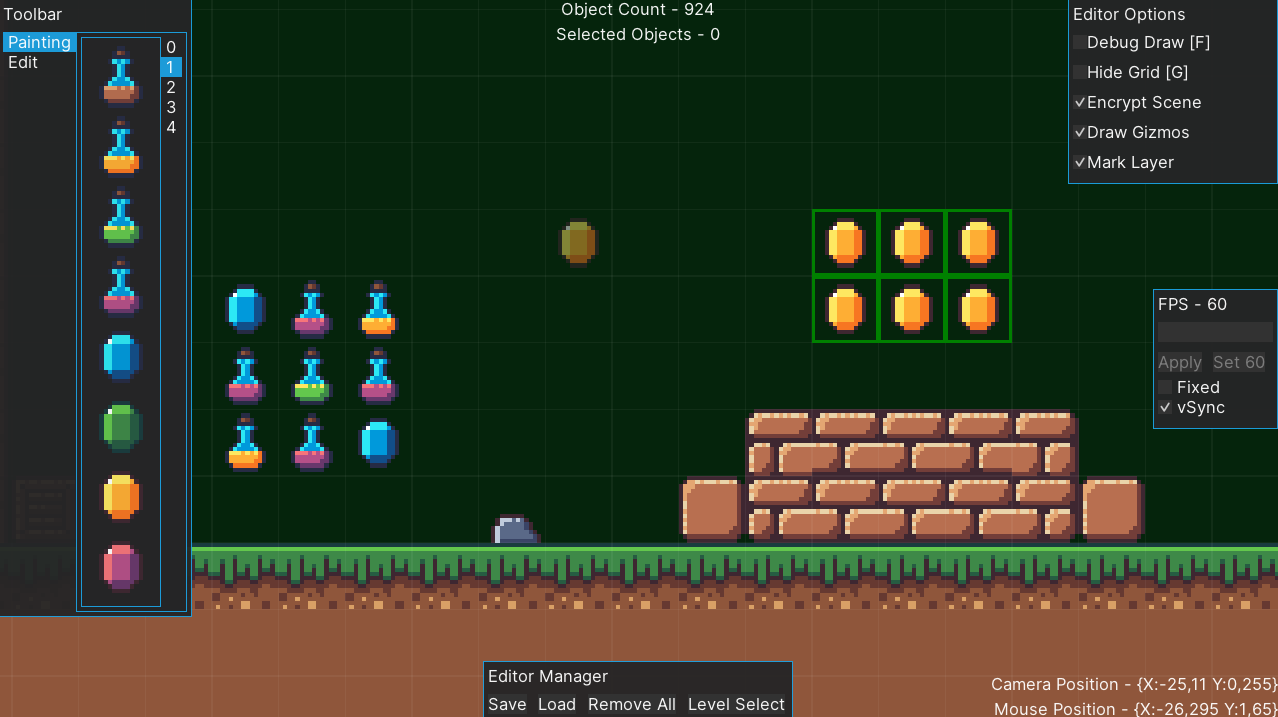 Toolbar
Painting
Edit
0
1
2
3
4
Object Count - 924
Selected Objects - 0
Editor Options
Debug Draw [F]
Hide Grid [G]
Encrypt Scene
Draw Gizmos
Mark Layer
FPS - 60
Apply Set 60
Fixed
vSync
Editor Manager
Save Load Remove All Level Select
Camera Position - {X:-25,11 Y:0,255}
Mouse Position - {X:-26,295 Y:1,65}